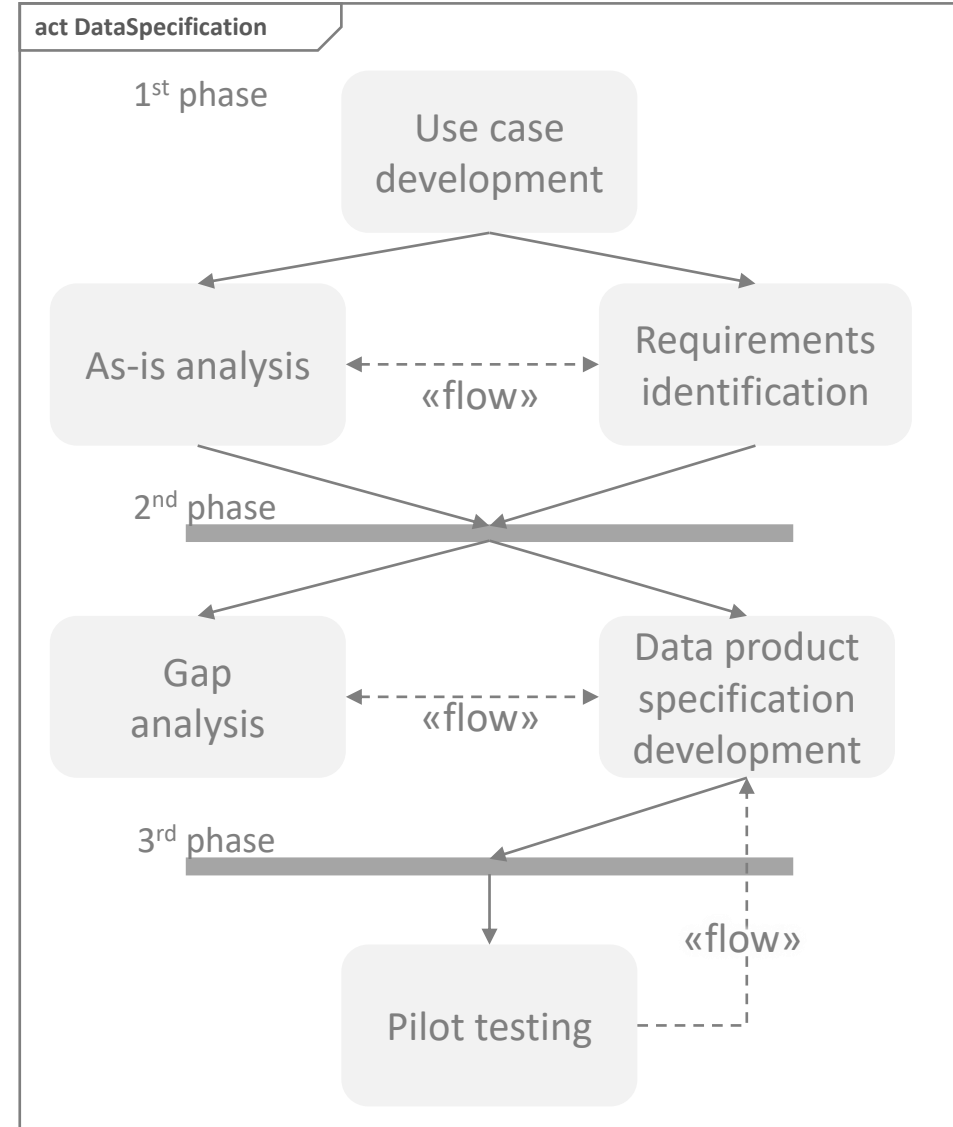 act DataSpecification
1st phase
Use case
development
As-is analysis
«flow»
Requirements
identification
2nd phase
Gap
analysis
«flow»
Data product
specification
development
3rd phase
«flow»
Pilot testing